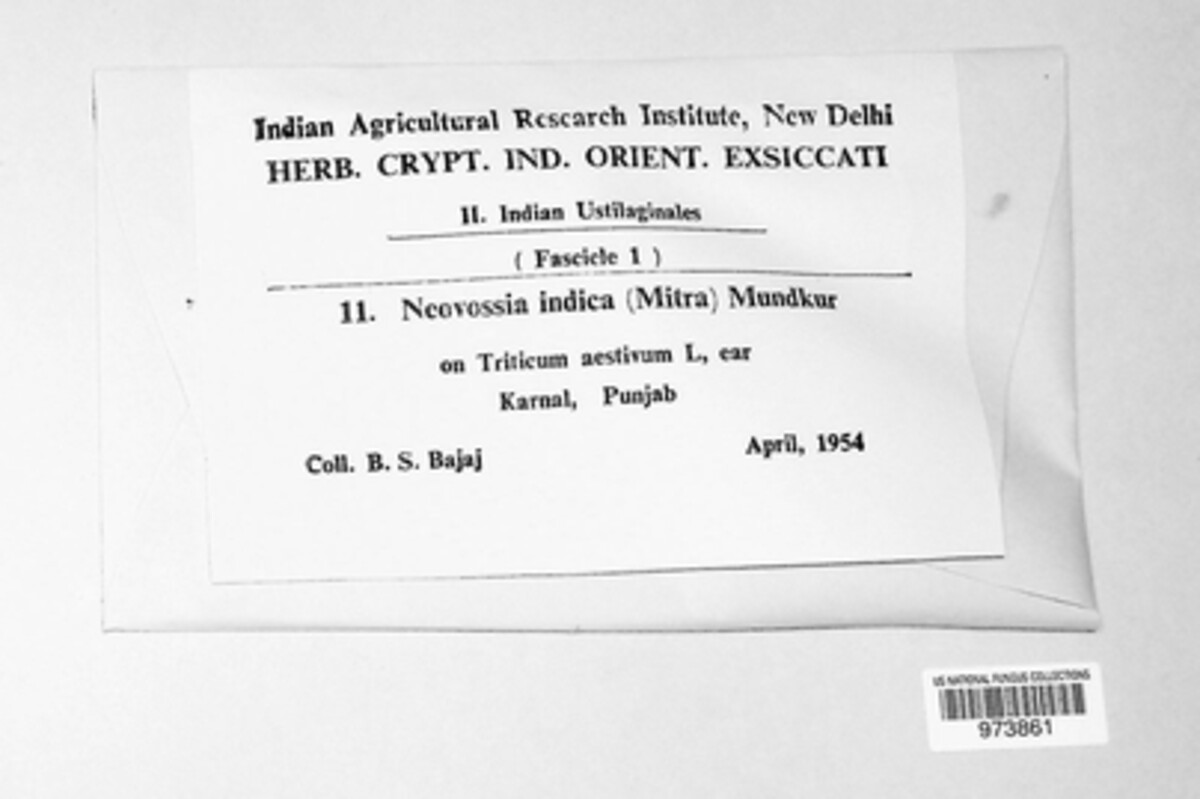 Indian Agricultural Research Institute, New Delhi
HERB. CRYPT. IND. ORIENT. EXSICCATI
II. Indian Ustilaginales
( Fascicle 1 )
11. Neovossia indica (Mitra) Mundkur
on Triticum aestivum L, ear
Karnal, Punjab
Coll. B. S. Bajaj April, 1954
US NATIONAL FUNGUS COLLECTIONS
973861